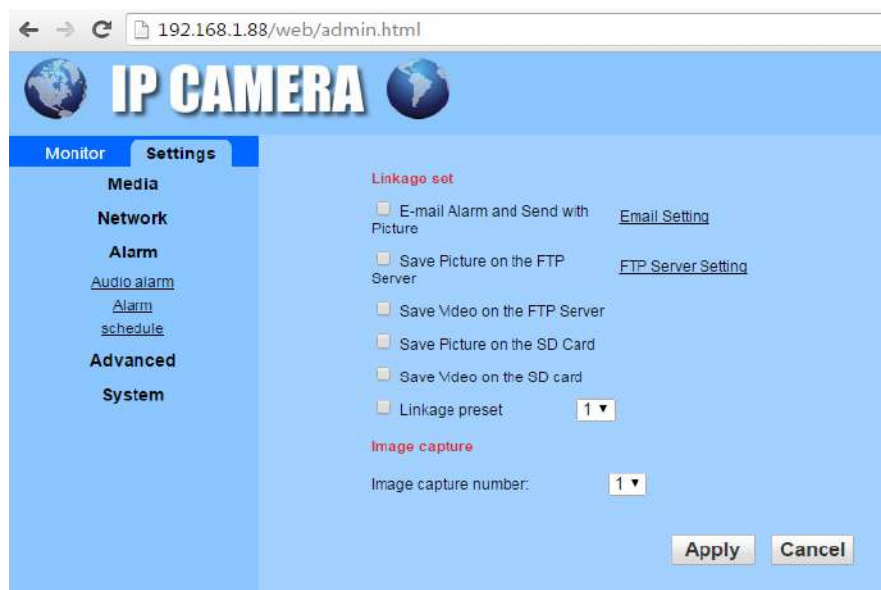 192.168.1.88/web/admin.html
IP CAMERA
Monitor Settings
Media
Network
Alarm
Audio alarm
Alarm
schedule
Advanced
System
Linkage set
E-mail Alarm and Send with
Picture
Email Setting
Save Picture on the FTP
Server
FTP Server Setting
Save Video on the FTP Server
Save Picture on the SD Card
Save Video on the SD card
Linkage preset 1
Image capture
Image capture number: 1
Apply Cancel